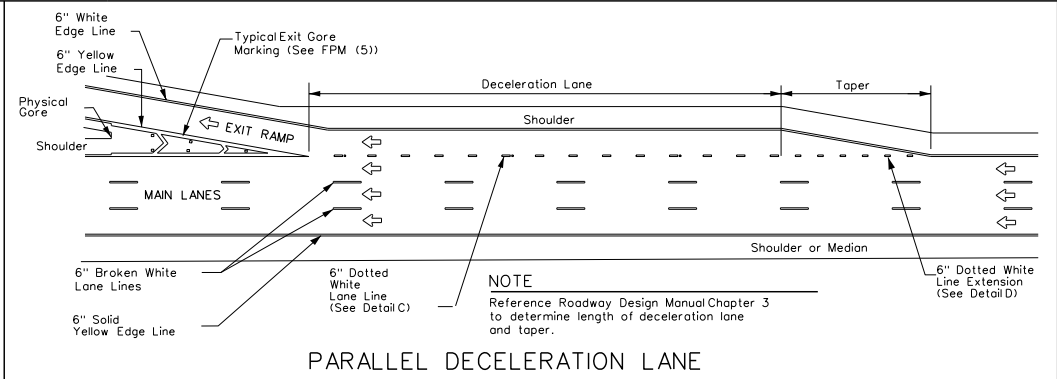 6" White
Edge Line
6" Yellow
Edge Line
Typical Exit Gore
Marking (See FPM (5))
Deceleration Lane
Taper
Physical
Gore
Shoulder
EXIT RAMP
Shoulder
MAIN LANES
Shoulder or Median
6" Broken White
Lane Lines
6" Solid
Yellow Edge Line
6" Dotted
White
Lane Line
(See Detail C)
NOTE
Reference Roadway Design Manual Chapter 3
to determine length of deceleration lane
and taper.
6" Dotted White
Line Extension
(See Detail D)
PARALLEL DECELERATION LANE